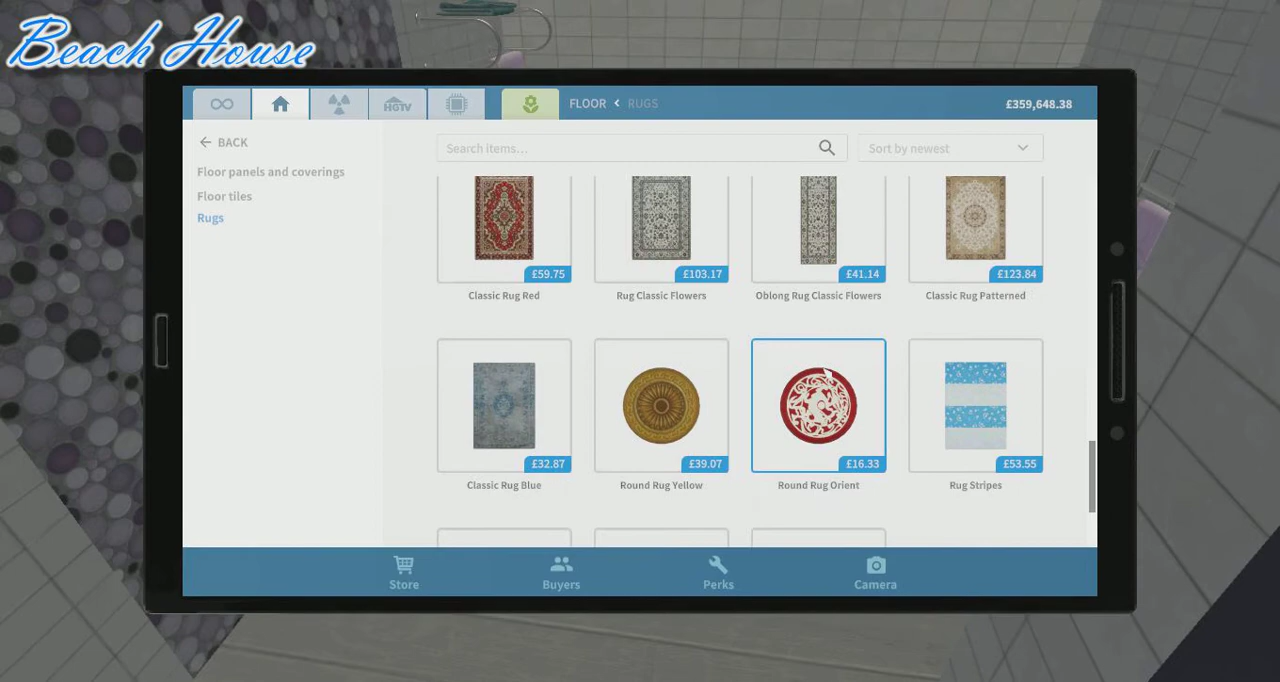 Beach House
HGTV
FLOOR < RUGS
£359,648.38
BACK
Search items...
Sort by newest
Floor panels and coverings
Floor tiles
Rugs
£59.75
£103.17
£41.14
£123.84
Classic Rug Red
Rug Classic Flowers
Oblong Rug Classic Flowers
Classic Rug Patterned
£32.87
£39.07
£16.33
£53.55
Classic Rug Blue
Round Rug Yellow
Round Rug Orient
Rug Stripes
Store
Buyers
Perks
Camera